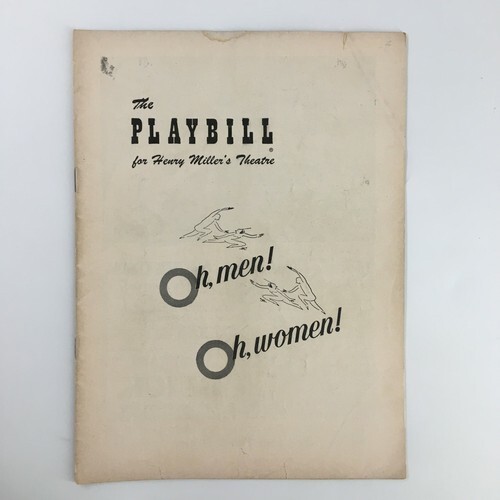 The
PLAYBILL®
for Henry Miller's Theatre
Oh, men!
Oh, women!